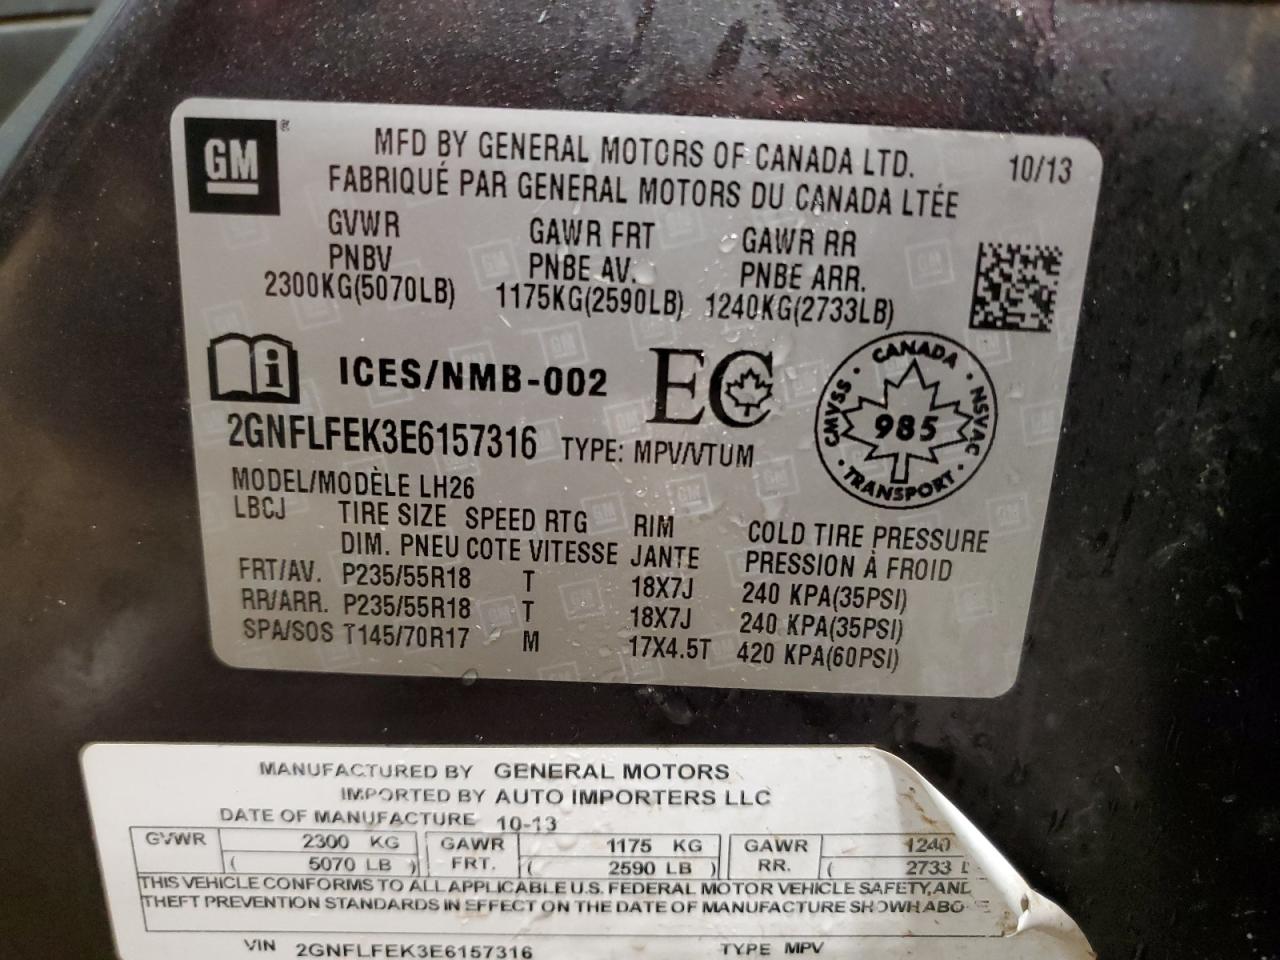 GM ®
MFD BY GENERAL MOTORS OF CANADA LTD. 10/13
FABRIQUÉ PAR GENERAL MOTORS DU CANADA LTÉE
GVWR GAWR FRT GAWR RR
PNBV PNBE AV. PNBE ARR.
2300KG(5070LB) 1175KG(2590LB) 1240KG(2733LB)
ICES/NMB-002 EC
CANADA
CMVSS · 985 · NSVAC
TRANSPORT
2GNFLFEK3E6157316 TYPE: MPV/VTUM
MODEL/MODÈLE LH26
LBCJ TIRE SIZE SPEED RTG RIM COLD TIRE PRESSURE
DIM. PNEU COTE VITESSE JANTE PRESSION À FROID
FRT/AV. P235/55R18 T 18X7J 240 KPA(35PSI)
RR/ARR. P235/55R18 T 18X7J 240 KPA(35PSI)
SPA/SOS T145/70R17 M 17X4.5T 420 KPA(60PSI)
MANUFACTURED BY GENERAL MOTORS
IMPORTED BY AUTO IMPORTERS LLC
DATE OF MANUFACTURE 10-13
GVWR 2300 KG GAWR 1175 KG GAWR 1240
( 5070 LB ) FRT. ( 2590 LB ) RR. ( 2733
THIS VEHICLE CONFORMS TO ALL APPLICABLE U.S. FEDERAL MOTOR VEHICLE SAFETY, AND
THEFT PREVENTION STANDARDS IN EFFECT ON THE DATE OF MANUFACTURE SHOWN ABO
VIN 2GNFLFEK3E6157316 TYPE MPV